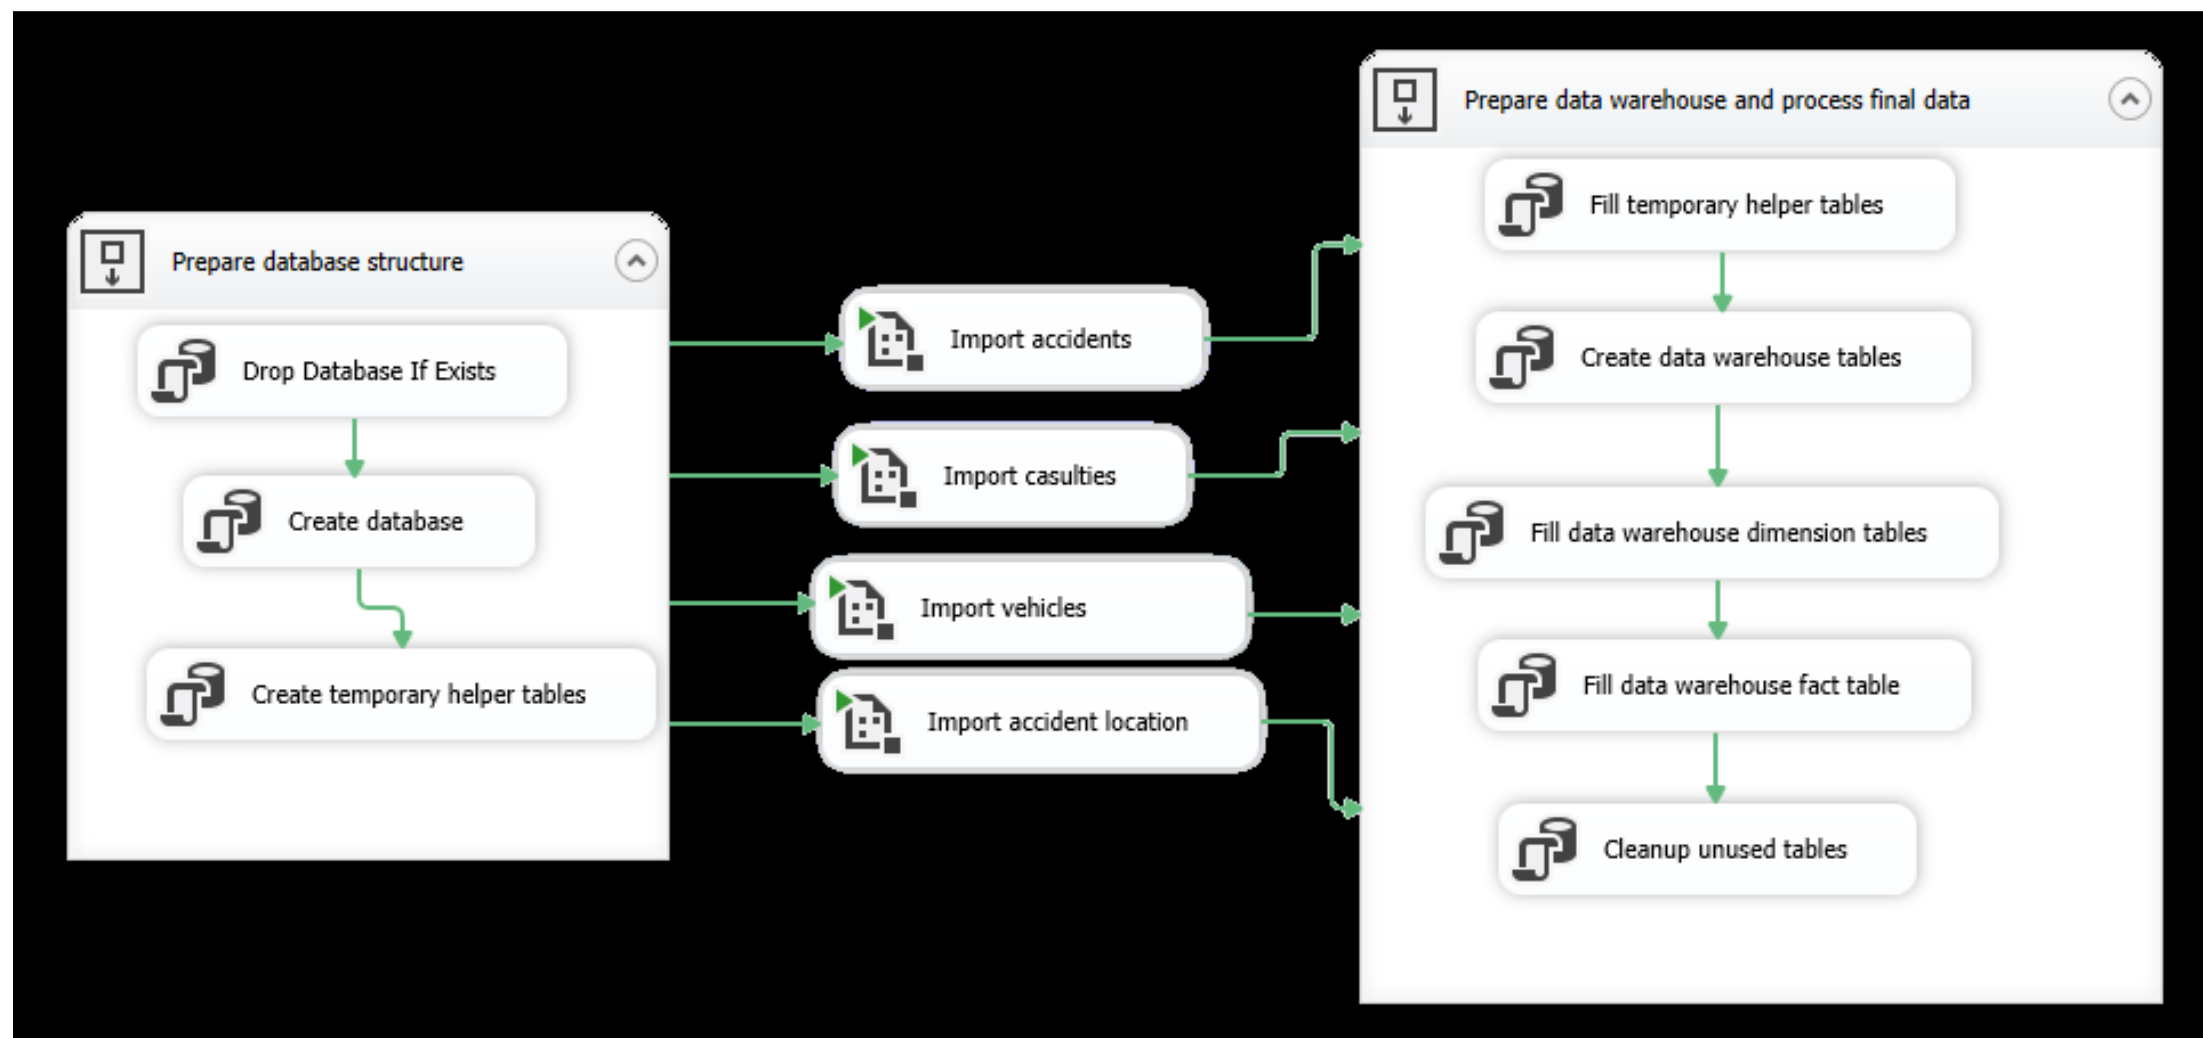 Prepare database structure
Drop Database If Exists
Create database
Create temporary helper tables
Import accidents
Import casulties
Import vehicles
Import accident location
Prepare data warehouse and process final data
Fill temporary helper tables
Create data warehouse tables
Fill data warehouse dimension tables
Fill data warehouse fact table
Cleanup unused tables